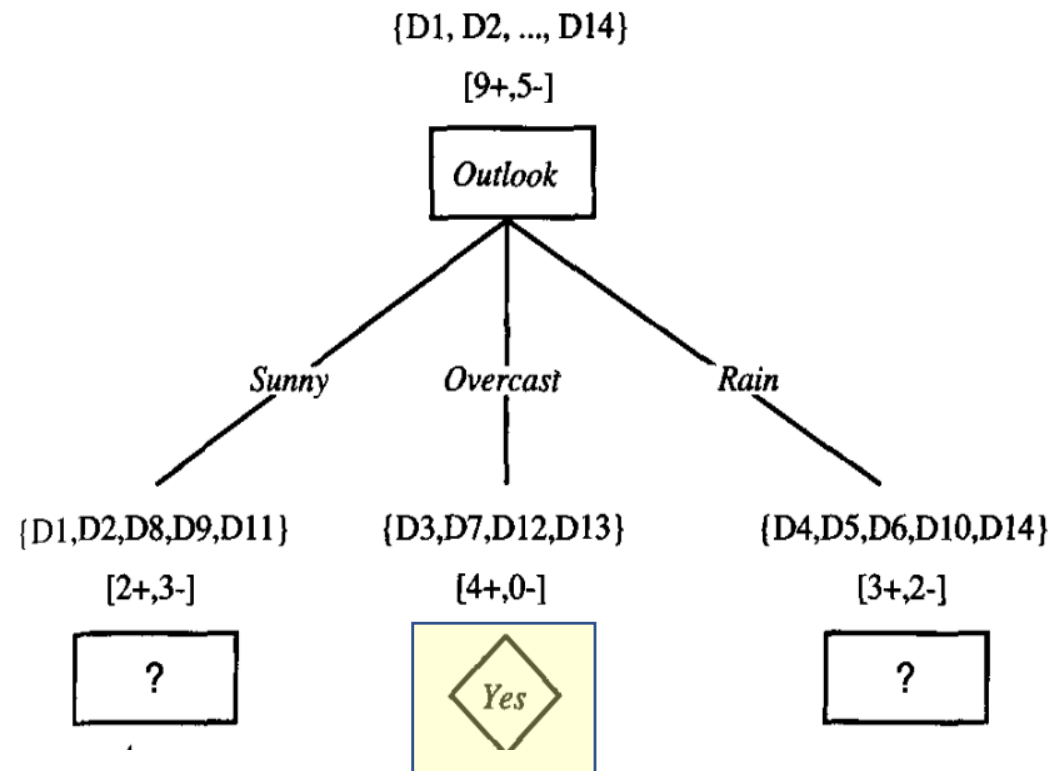 {D1, D2, ..., D14}
[9+,5-]
Outlook
Sunny Overcast Rain
{D1,D2,D8,D9,D11} {D3,D7,D12,D13} {D4,D5,D6,D10,D14}
[2+,3-] [4+,0-] [3+,2-]
? Yes ?